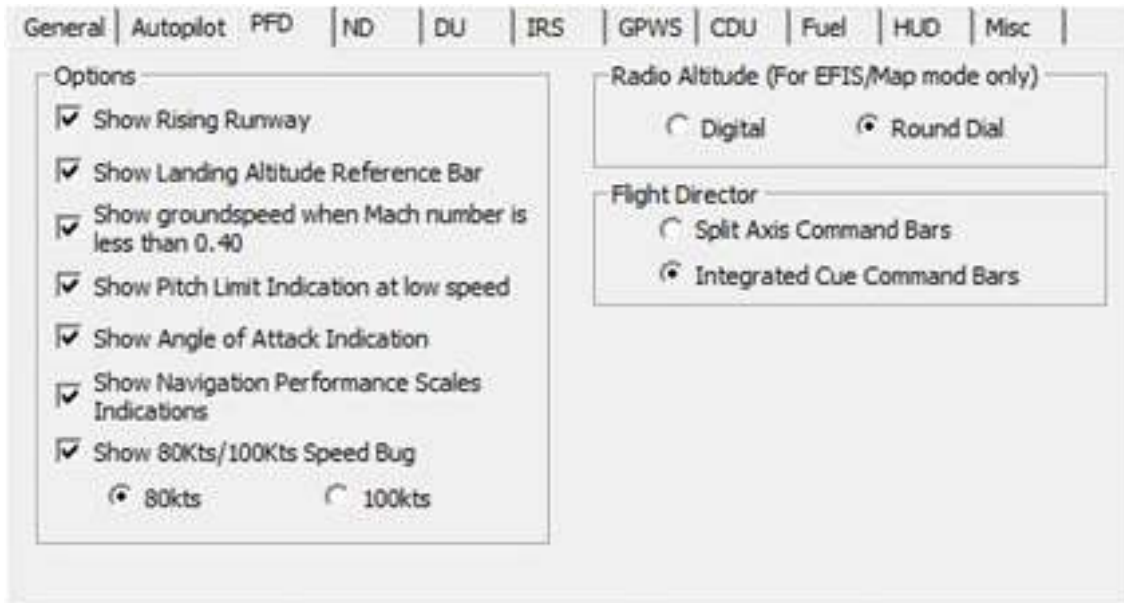 General Autopilot PFD ND DU IRS GPWS CDU Fuel HUD Misc
Options
Show Rising Runway
Show Landing Altitude Reference Bar
Show groundspeed when Mach number is
less than 0.40
Show Pitch Limit Indication at low speed
Show Angle of Attack Indication
Show Navigation Performance Scales
Indications
Show 80Kts/100Kts Speed Bug
80kts 100kts
Radio Altitude (For EFIS/Map mode only)
Digital Round Dial
Flight Director
Split Axis Command Bars
Integrated Cue Command Bars